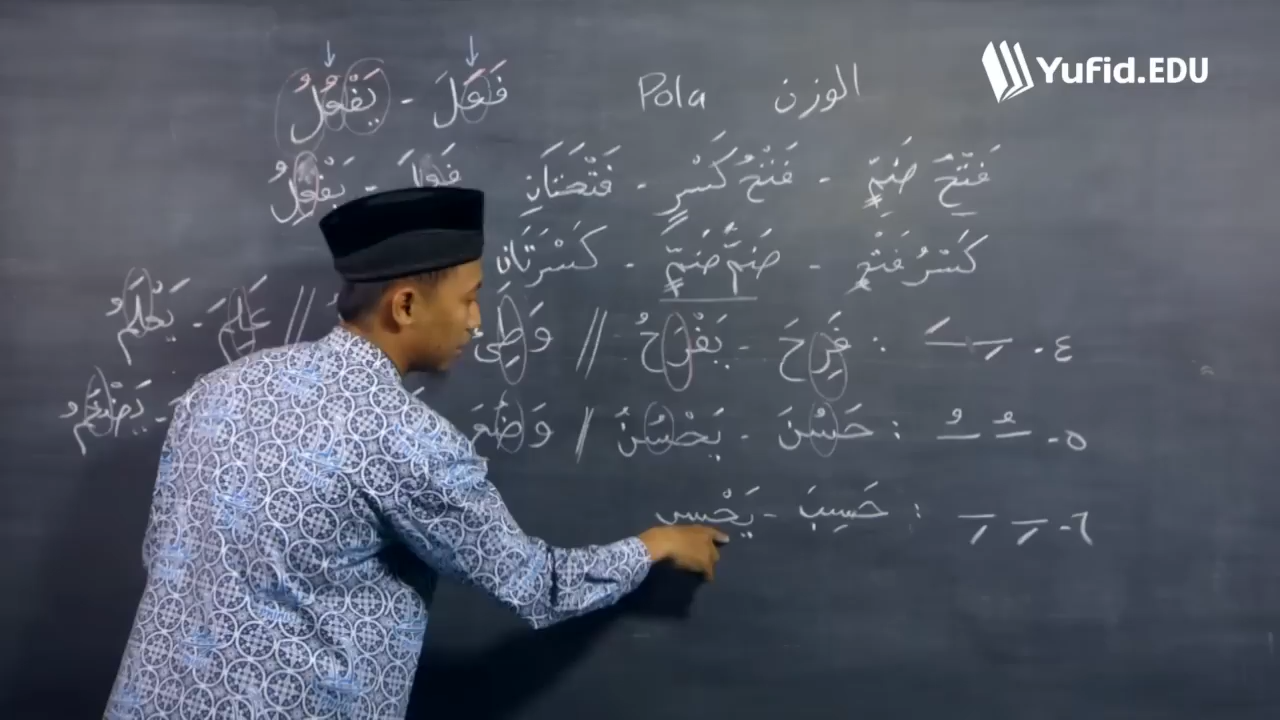 YuFid.EDU
الوزن Pola فَعَلَ - يَفْعُلُ
فَتْحُ ضَمٍّ - فَتْحُ كَسْرٍ - فَتْحَتَانِ
كَسْرُ فَتْحٍ - ضَمُّ ضَمٍّ - كَسْرَتَانِ
٤- : فَرِحَ - يَفْرَحُ // وَطِئَ // عَلِمَ - يَعْلَمُ
٥- : حَسُنَ - يَحْسُنُ // وَضُعَ
٦- : حَسِبَ - يَحْسِ